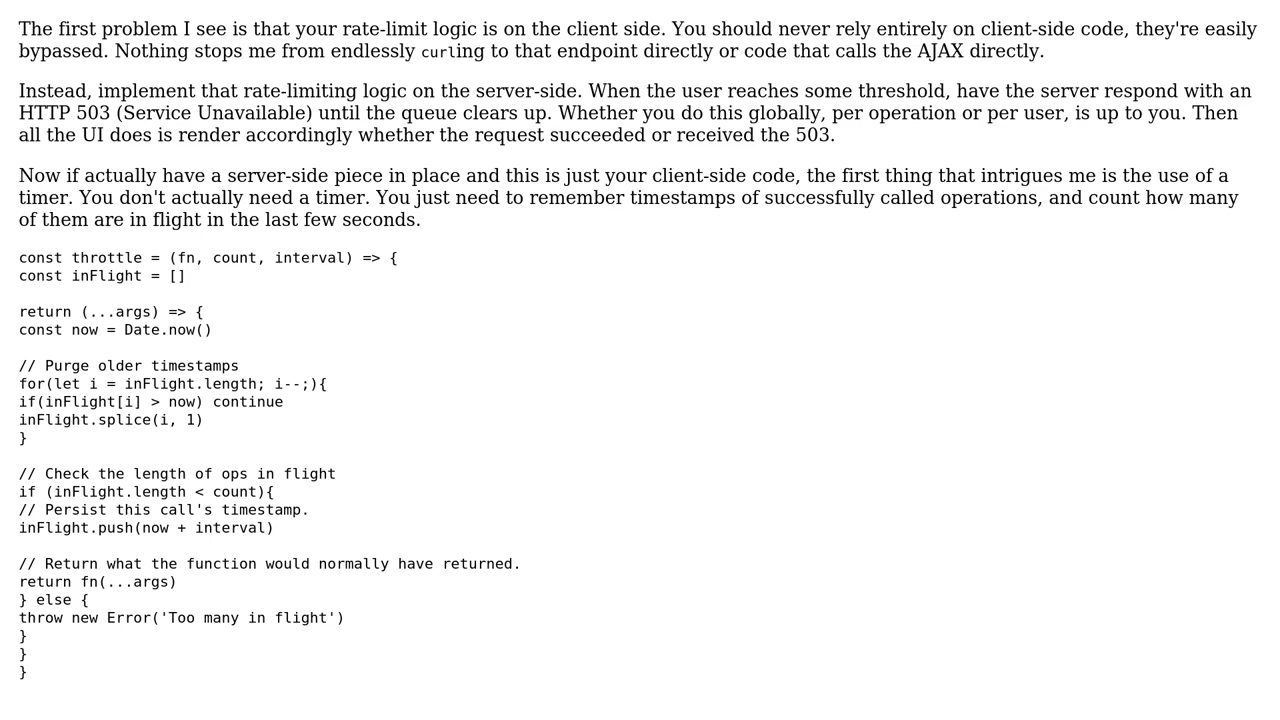 The first problem I see is that your rate-limit logic is on the client side. You should never rely entirely on client-side code, they're easily
bypassed. Nothing stops me from endlessly curling to that endpoint directly or code that calls the AJAX directly.
Instead, implement that rate-limiting logic on the server-side. When the user reaches some threshold, have the server respond with an
HTTP 503 (Service Unavailable) until the queue clears up. Whether you do this globally, per operation or per user, is up to you. Then
all the UI does is render accordingly whether the request succeeded or received the 503.
Now if actually have a server-side piece in place and this is just your client-side code, the first thing that intrigues me is the use of a
timer. You don't actually need a timer. You just need to remember timestamps of successfully called operations, and count how many
of them are in flight in the last few seconds.
const throttle = (fn, count, interval) => {
const inFlight = []
return (...args) => {
const now = Date.now()
// Purge older timestamps
for(let i = inFlight.length; i--;){
if(inFlight[i] > now) continue
inFlight.splice(i, 1)
}
// Check the length of ops in flight
if (inFlight.length < count){
// Persist this call's timestamp.
inFlight.push(now + interval)
// Return what the function would normally have returned.
return fn(...args)
} else {
throw new Error('Too many in flight')
}
}
}